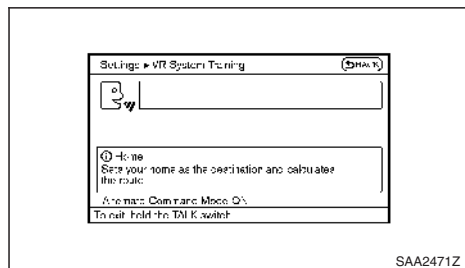 Settings ▸ VR System Training
BACK
ⓘ Home
Sets your home as the destination and calculates
the route
Alternate Command Mode ON
To exit, hold the TALK switch
SAA2471Z